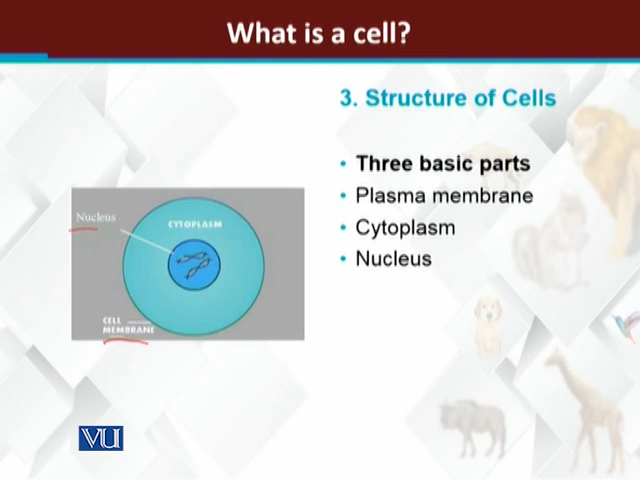 What is a cell?
3. Structure of Cells
• Three basic parts
• Plasma membrane
• Cytoplasm
• Nucleus
Nucleus
CYTOPLASM
CELL
MEMBRANE
VU